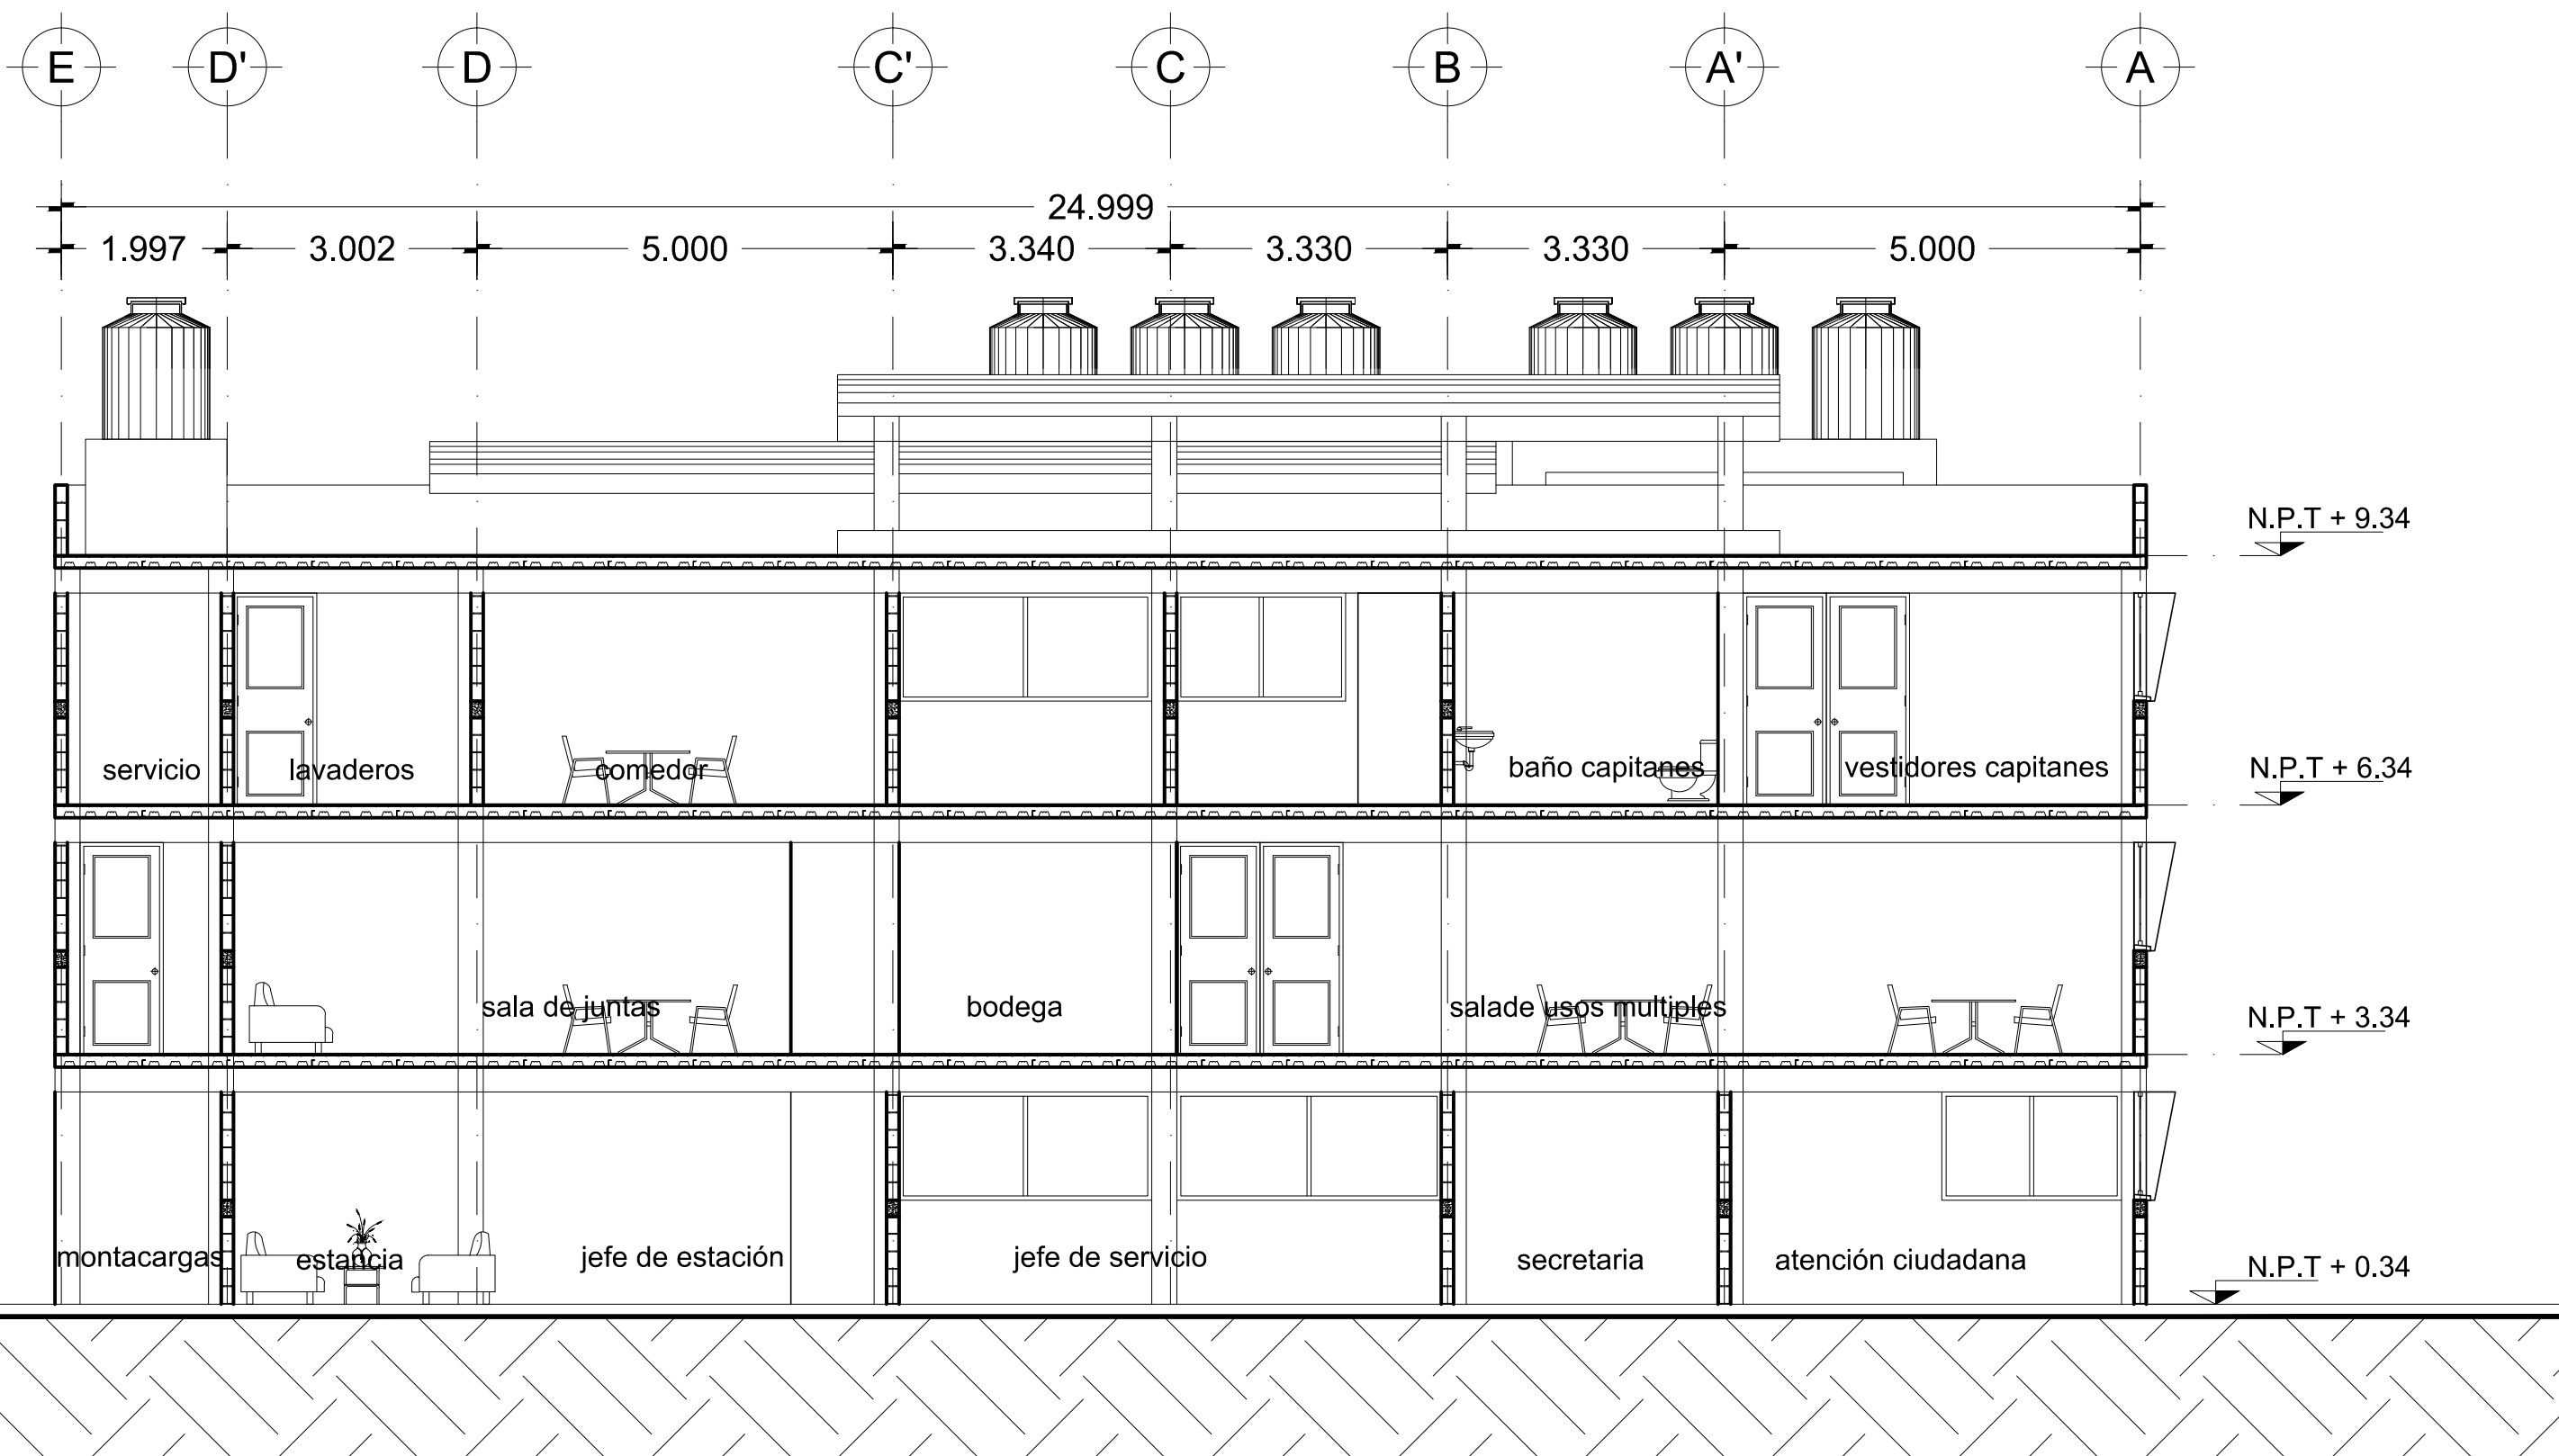 E D' D C' C B A' A
24.999
1.997 3.002 5.000 3.340 3.330 3.330 5.000
N.P.T + 9.34
servicio lavaderos comedor baño capitanes vestidores capitanes
N.P.T + 6.34
sala de juntas bodega salade usos multiples
N.P.T + 3.34
montacargas estancia jefe de estación jefe de servicio secretaria atención ciudadana
N.P.T + 0.34